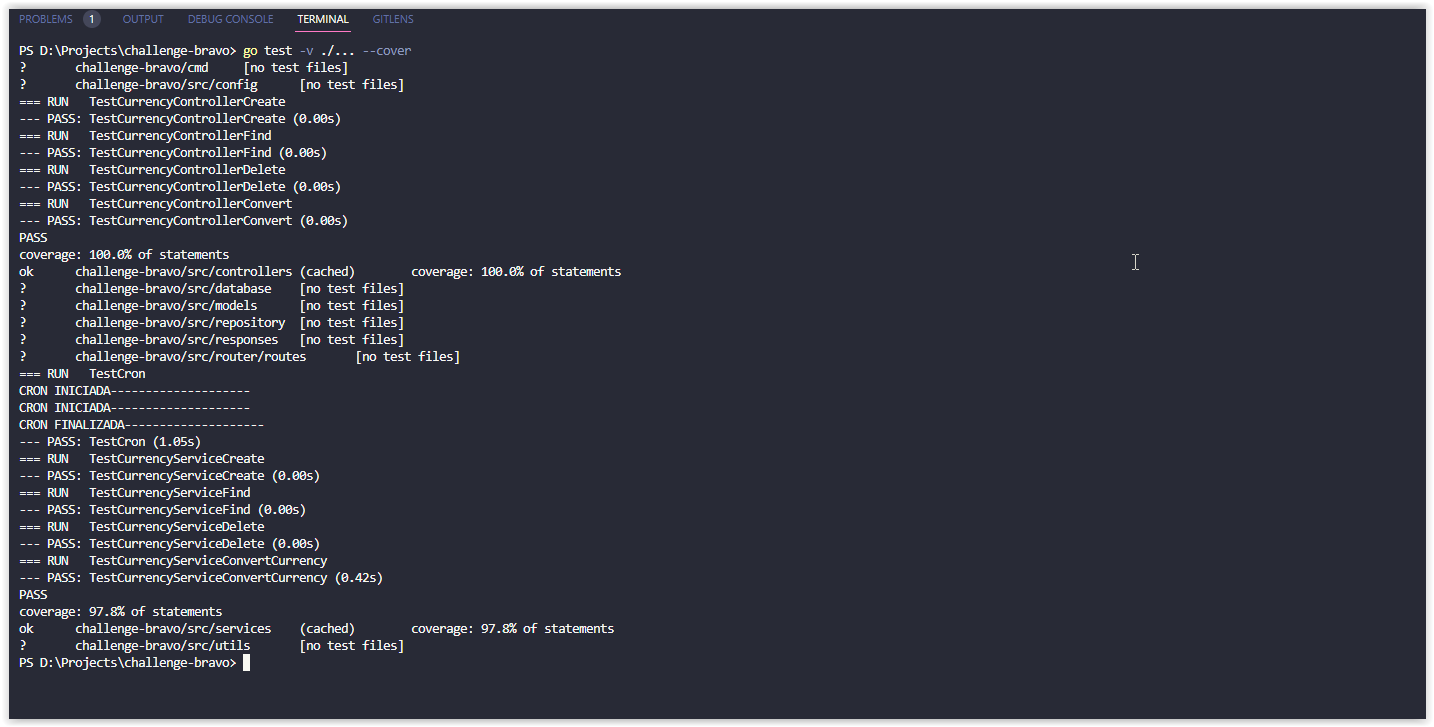 PROBLEMS 1 OUTPUT DEBUG CONSOLE TERMINAL GITLENS
PS D:\Projects\challenge-bravo> go test -v ./... --cover
?       challenge-bravo/cmd     [no test files]
?       challenge-bravo/src/config      [no test files]
=== RUN   TestCurrencyControllerCreate
--- PASS: TestCurrencyControllerCreate (0.00s)
=== RUN   TestCurrencyControllerFind
--- PASS: TestCurrencyControllerFind (0.00s)
=== RUN   TestCurrencyControllerDelete
--- PASS: TestCurrencyControllerDelete (0.00s)
=== RUN   TestCurrencyControllerConvert
--- PASS: TestCurrencyControllerConvert (0.00s)
PASS
coverage: 100.0% of statements
ok      challenge-bravo/src/controllers (cached)        coverage: 100.0% of statements
?       challenge-bravo/src/database    [no test files]
?       challenge-bravo/src/models      [no test files]
?       challenge-bravo/src/repository  [no test files]
?       challenge-bravo/src/responses   [no test files]
?       challenge-bravo/src/router/routes       [no test files]
=== RUN   TestCron
CRON INICIADA--------------------
CRON INICIADA--------------------
CRON FINALIZADA--------------------
--- PASS: TestCron (1.05s)
=== RUN   TestCurrencyServiceCreate
--- PASS: TestCurrencyServiceCreate (0.00s)
=== RUN   TestCurrencyServiceFind
--- PASS: TestCurrencyServiceFind (0.00s)
=== RUN   TestCurrencyServiceDelete
--- PASS: TestCurrencyServiceDelete (0.00s)
=== RUN   TestCurrencyServiceConvertCurrency
--- PASS: TestCurrencyServiceConvertCurrency (0.42s)
PASS
coverage: 97.8% of statements
ok      challenge-bravo/src/services    (cached)        coverage: 97.8% of statements
?       challenge-bravo/src/utils       [no test files]
PS D:\Projects\challenge-bravo>